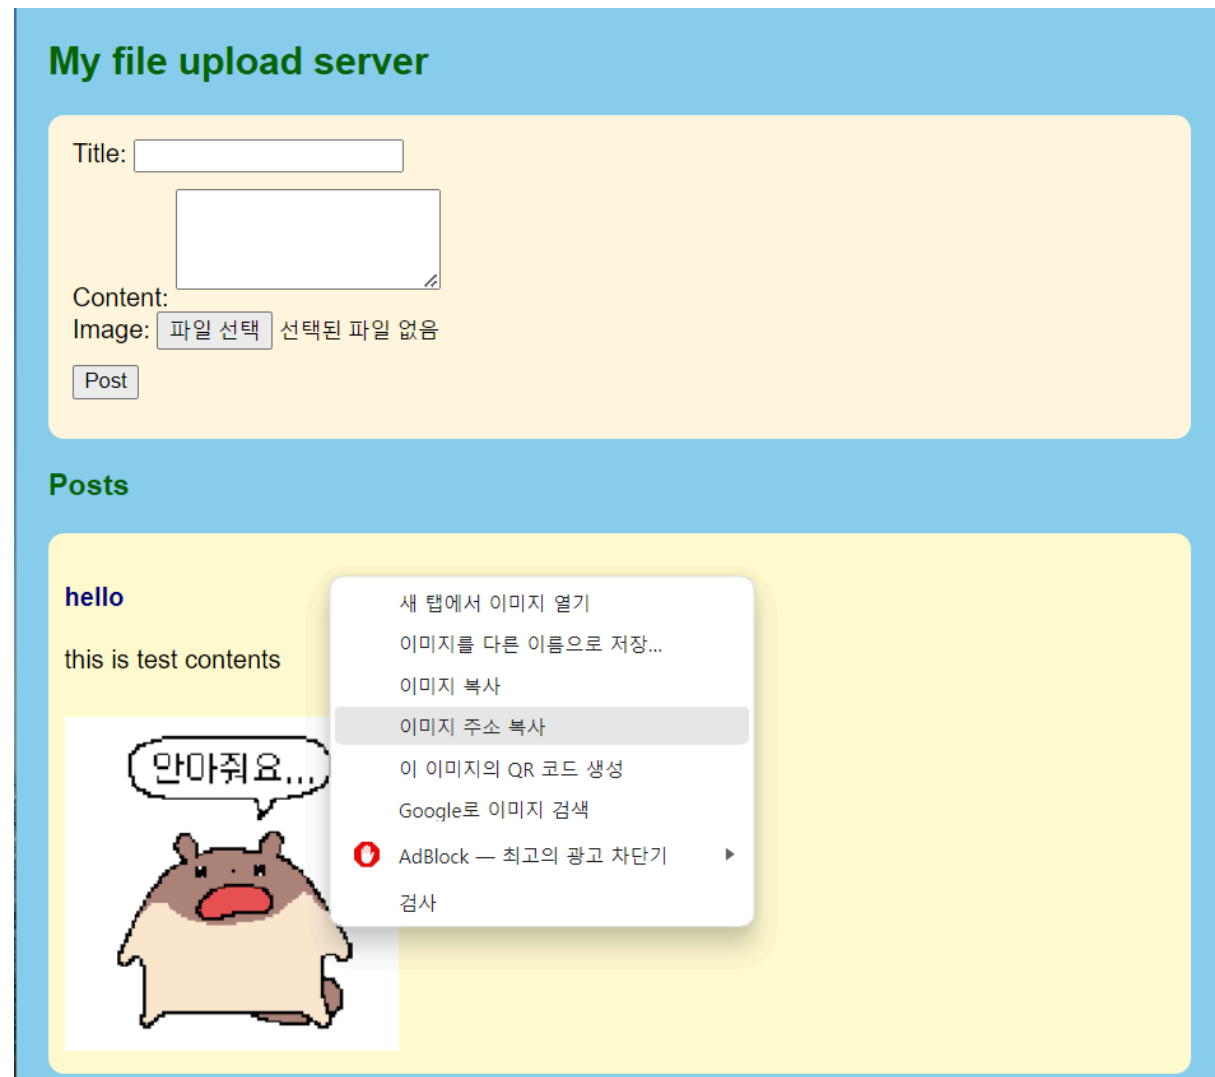 My file upload server
Title:
Content:
Image: 파일 선택 선택된 파일 없음
Post
Posts
hello
this is test contents
안마줘요...
새 탭에서 이미지 열기
이미지를 다른 이름으로 저장...
이미지 복사
이미지 주소 복사
이 이미지의 QR 코드 생성
Google로 이미지 검색
AdBlock — 최고의 광고 차단기
검사